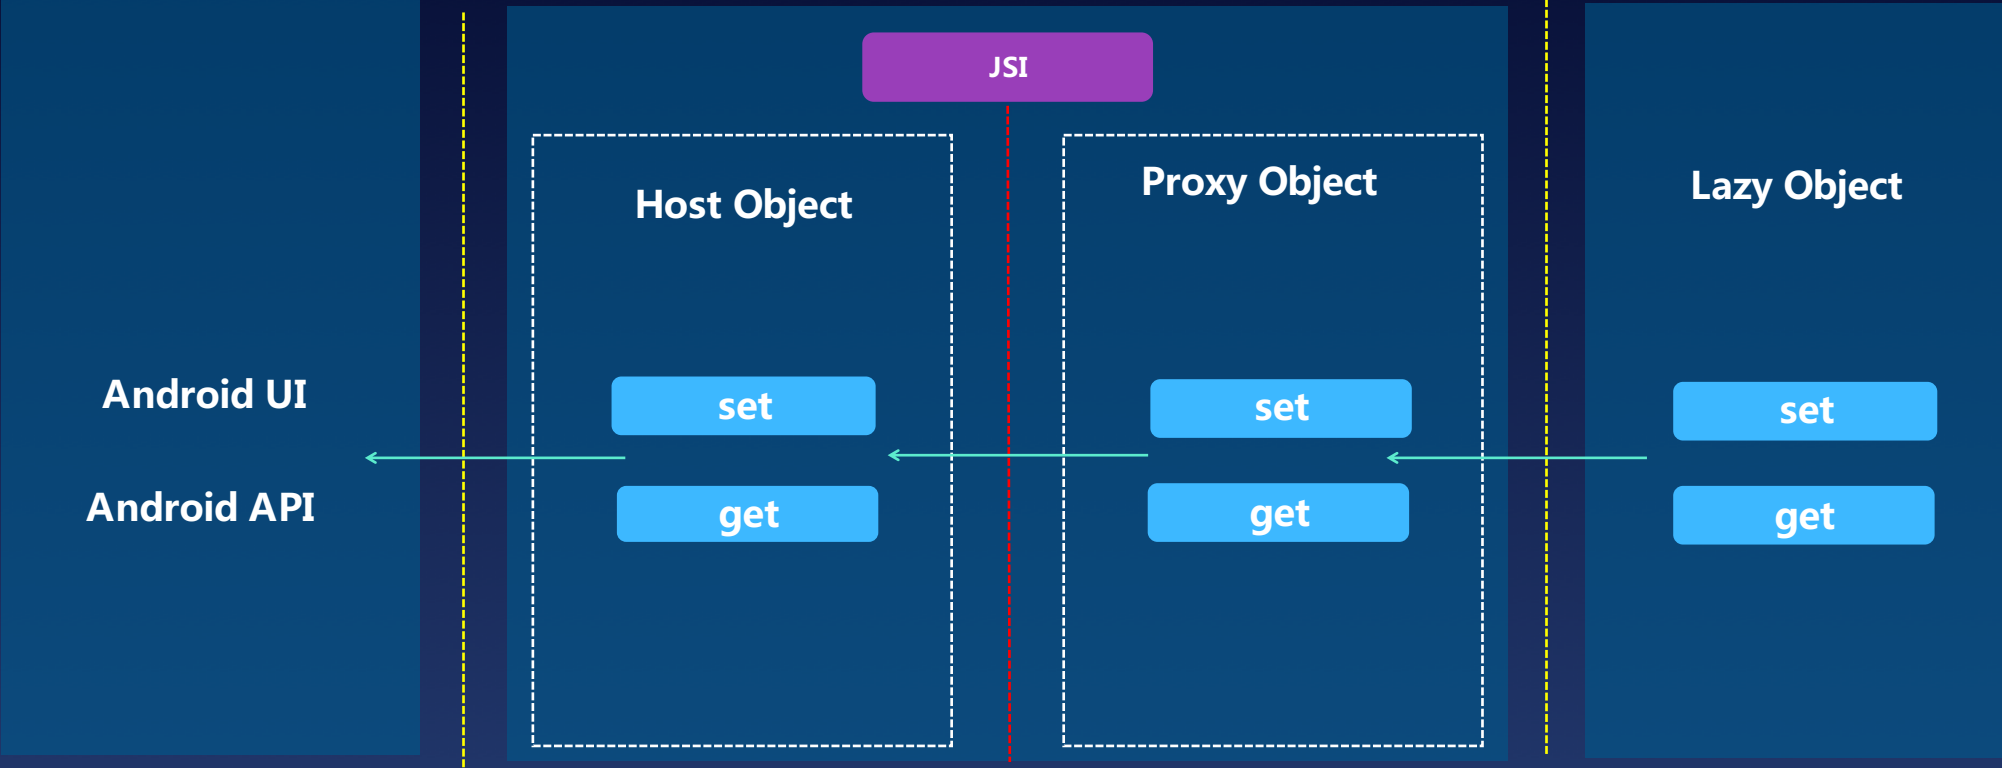 JSI
Host Object
Proxy Object
Lazy Object
Android UI
Android API
set
get
set
get
set
get